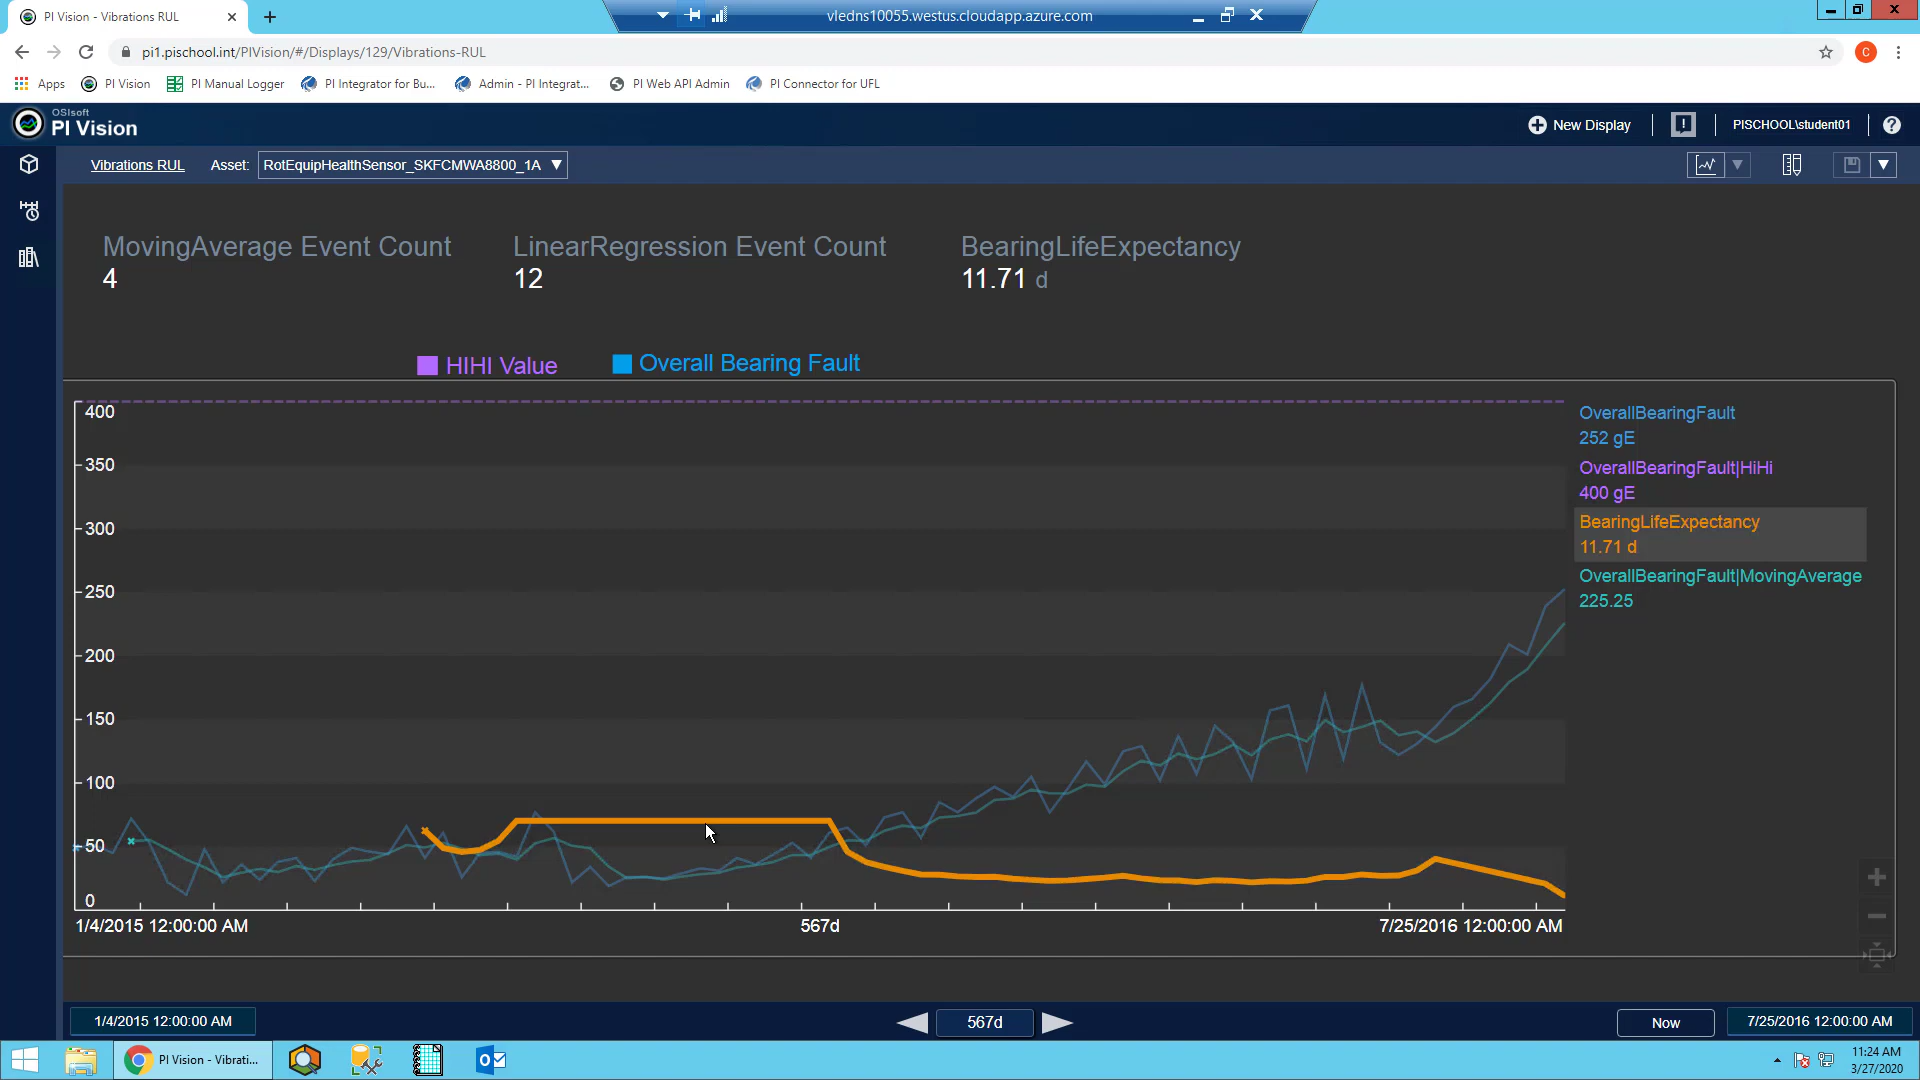 PI Vision - Vibrations RUL
vledns10055.westus.cloudapp.azure.com
pi1.pischool.int/PIVision/#/Displays/129/Vibrations-RUL
C
Apps PI Vision PI Manual Logger PI Integrator for Bu... Admin - PI Integrat... PI Web API Admin PI Connector for UFL
OSIsoft
PI Vision
New Display PISCHOOL\student01
Vibrations RUL Asset: RotEquipHealthSensor_SKFCMWA8800_1A
MovingAverage Event Count LinearRegression Event Count BearingLifeExpectancy
4 12 11.71 d
HIHI Value Overall Bearing Fault
400
350
300
250
200
150
100
50
0
OverallBearingFault
252 gE
OverallBearingFault|HiHi
400 gE
BearingLifeExpectancy
11.71 d
OverallBearingFault|MovingAverage
225.25
1/4/2015 12:00:00 AM 567d 7/25/2016 12:00:00 AM
1/4/2015 12:00:00 AM 567d Now 7/25/2016 12:00:00 AM
PI Vision - Vibrati...
11:24 AM
3/27/2020